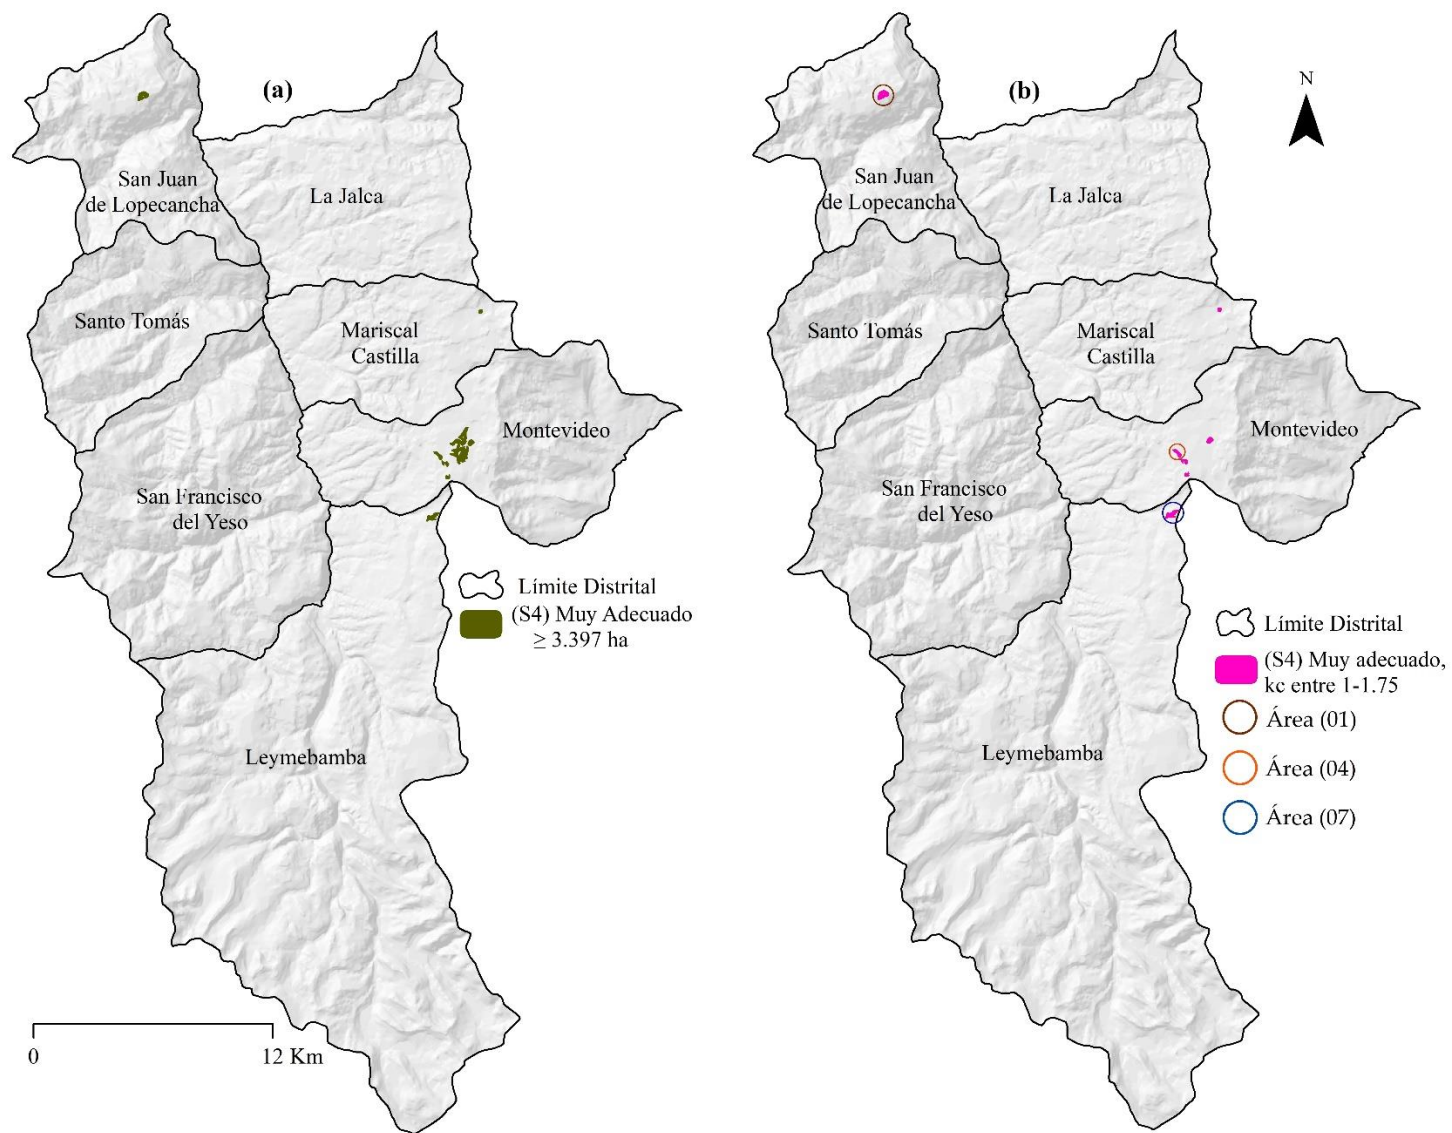 (a)
San Juan
de Lopecancha
La Jalca
Santo Tomás
Mariscal
Castilla
Montevideo
San Francisco
del Yeso
Leymebamba
Límite Distrital
(S4) Muy Adecuado
≥ 3.397 ha
0
12 Km
(b)
N
San Juan
de Lopecancha
La Jalca
Santo Tomás
Mariscal
Castilla
Montevideo
San Francisco
del Yeso
Leymebamba
Límite Distrital
(S4) Muy adecuado,
kc entre 1-1.75
Área (01)
Área (04)
Área (07)